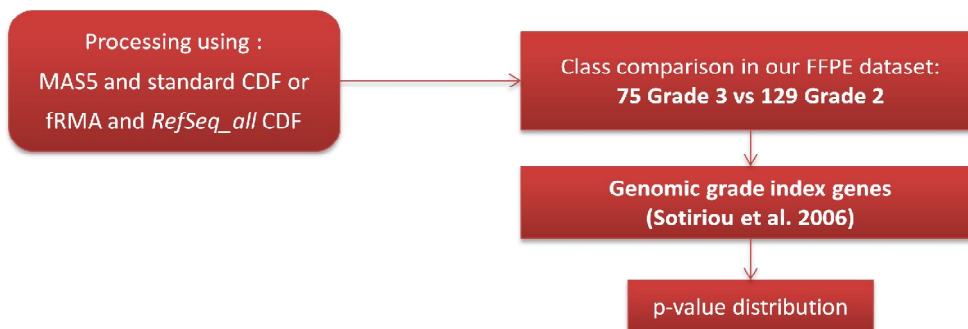 Processing using :
MAS5 and standard CDF or
fRMA and RefSeq_all CDF
Class comparison in our FFPE dataset:
75 Grade 3 vs 129 Grade 2
Genomic grade index genes
(Sotiriou et al. 2006)
p-value distribution